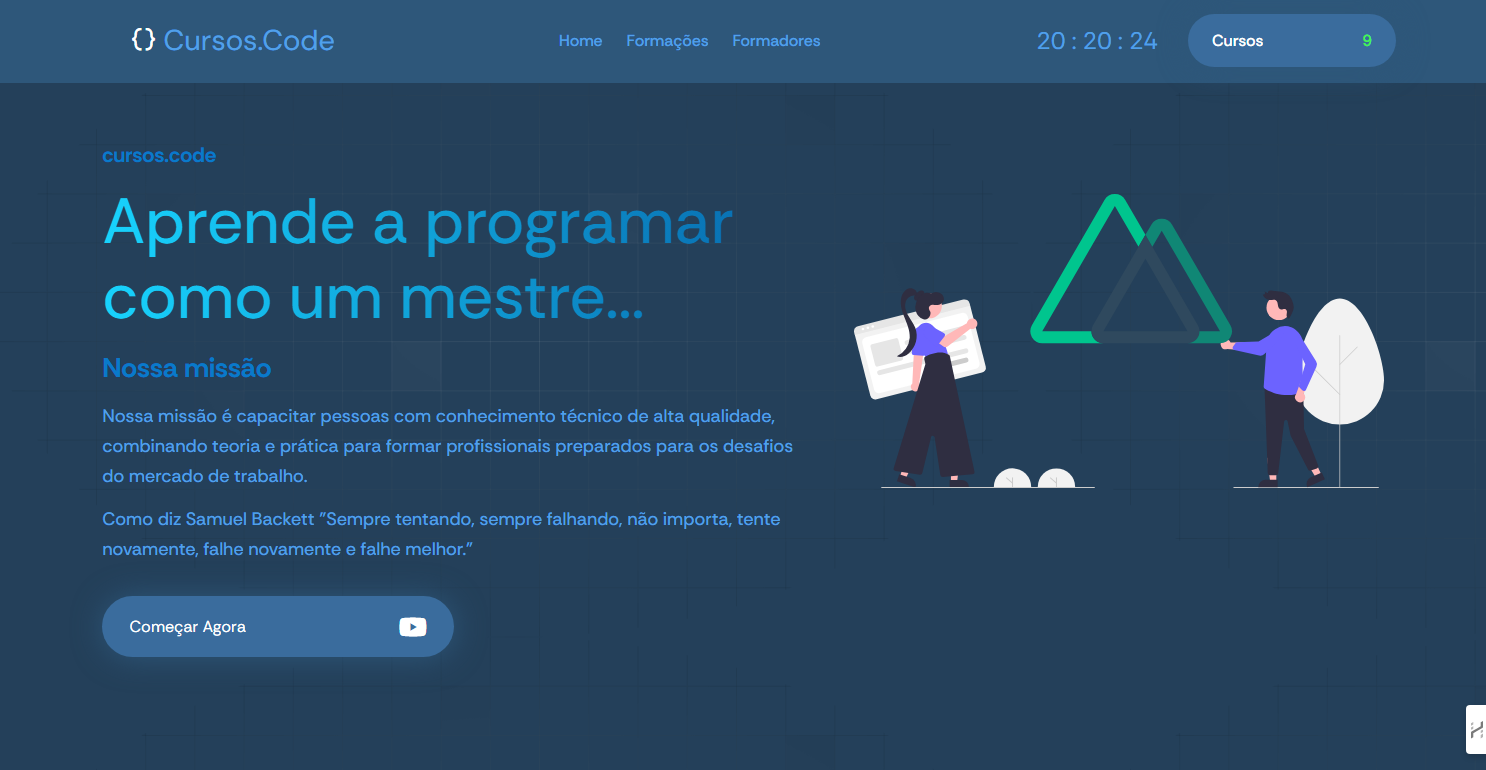 {} Cursos.Code
Home Formações Formadores
20 : 20 : 24
Cursos 9
cursos.code
Aprende a programar
como um mestre...
Nossa missão
Nossa missão é capacitar pessoas com conhecimento técnico de alta qualidade,
combinando teoria e prática para formar profissionais preparados para os desafios
do mercado de trabalho.
Como diz Samuel Backett "Sempre tentando, sempre falhando, não importa, tente
novamente, falhe novamente e falhe melhor."
Começar Agora